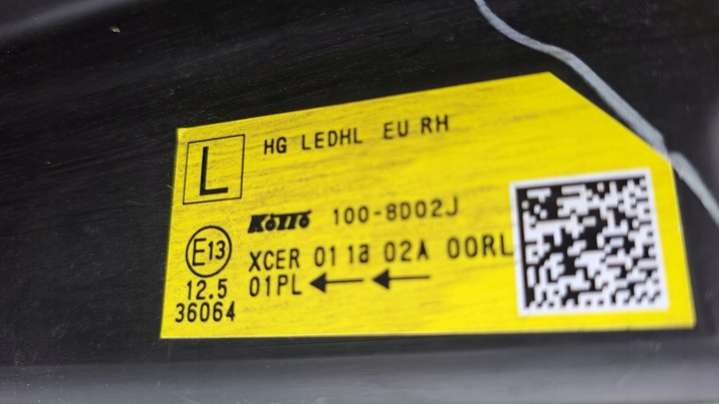 L
HG LEDHL EU RH
KOITO 100-8D02J
E13
XCER 01 1a 02A 00RL
12.5 01PL ← ←
36064